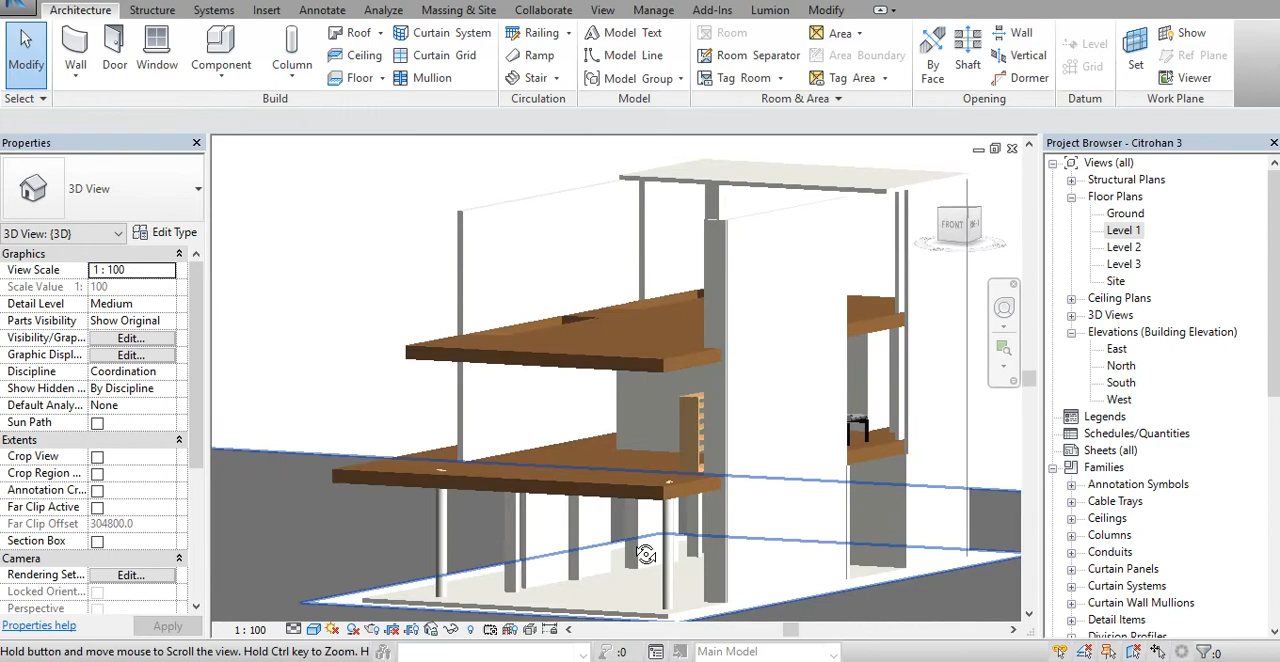 Architecture Structure Systems Insert Annotate Analyze Massing & Site Collaborate View Manage Add-Ins Lumion Modify
Modify
Wall
Door
Window
Component
Column
Roof
Ceiling
Floor
Curtain System
Curtain Grid
Mullion
Railing
Ramp
Stair
Model Text
Model Line
Model Group
Room
Room Separator
Tag Room
Area
Area Boundary
Tag Area
By
Face
Shaft
Wall
Vertical
Dormer
Level
Grid
Set
Show
Ref Plane
Viewer
Select
Build
Circulation
Model
Room & Area
Opening
Datum
Work Plane
Properties
3D View
3D View: {3D}
Edit Type
Graphics
View Scale 1 : 100
Scale Value 1: 100
Detail Level Medium
Parts Visibility Show Original
Visibility/Grap... Edit...
Graphic Displ... Edit...
Discipline Coordination
Show Hidden ... By Discipline
Default Analy... None
Sun Path
Extents
Crop View
Crop Region ...
Annotation Cr...
Far Clip Active
Far Clip Offset 304800.0
Section Box
Camera
Rendering Set... Edit...
Locked Orient...
Perspective
Properties help
Apply
FRONT
1 : 100
Project Browser - Citrohan 3
Views (all)
Structural Plans
Floor Plans
Ground
Level 1
Level 2
Level 3
Site
Ceiling Plans
3D Views
Elevations (Building Elevation)
East
North
South
West
Legends
Schedules/Quantities
Sheets (all)
Families
Annotation Symbols
Cable Trays
Ceilings
Columns
Conduits
Curtain Panels
Curtain Systems
Curtain Wall Mullions
Detail Items
Division Profiles
Hold button and move mouse to Scroll the view. Hold Ctrl key to Zoom. H
:0
Main Model
:0